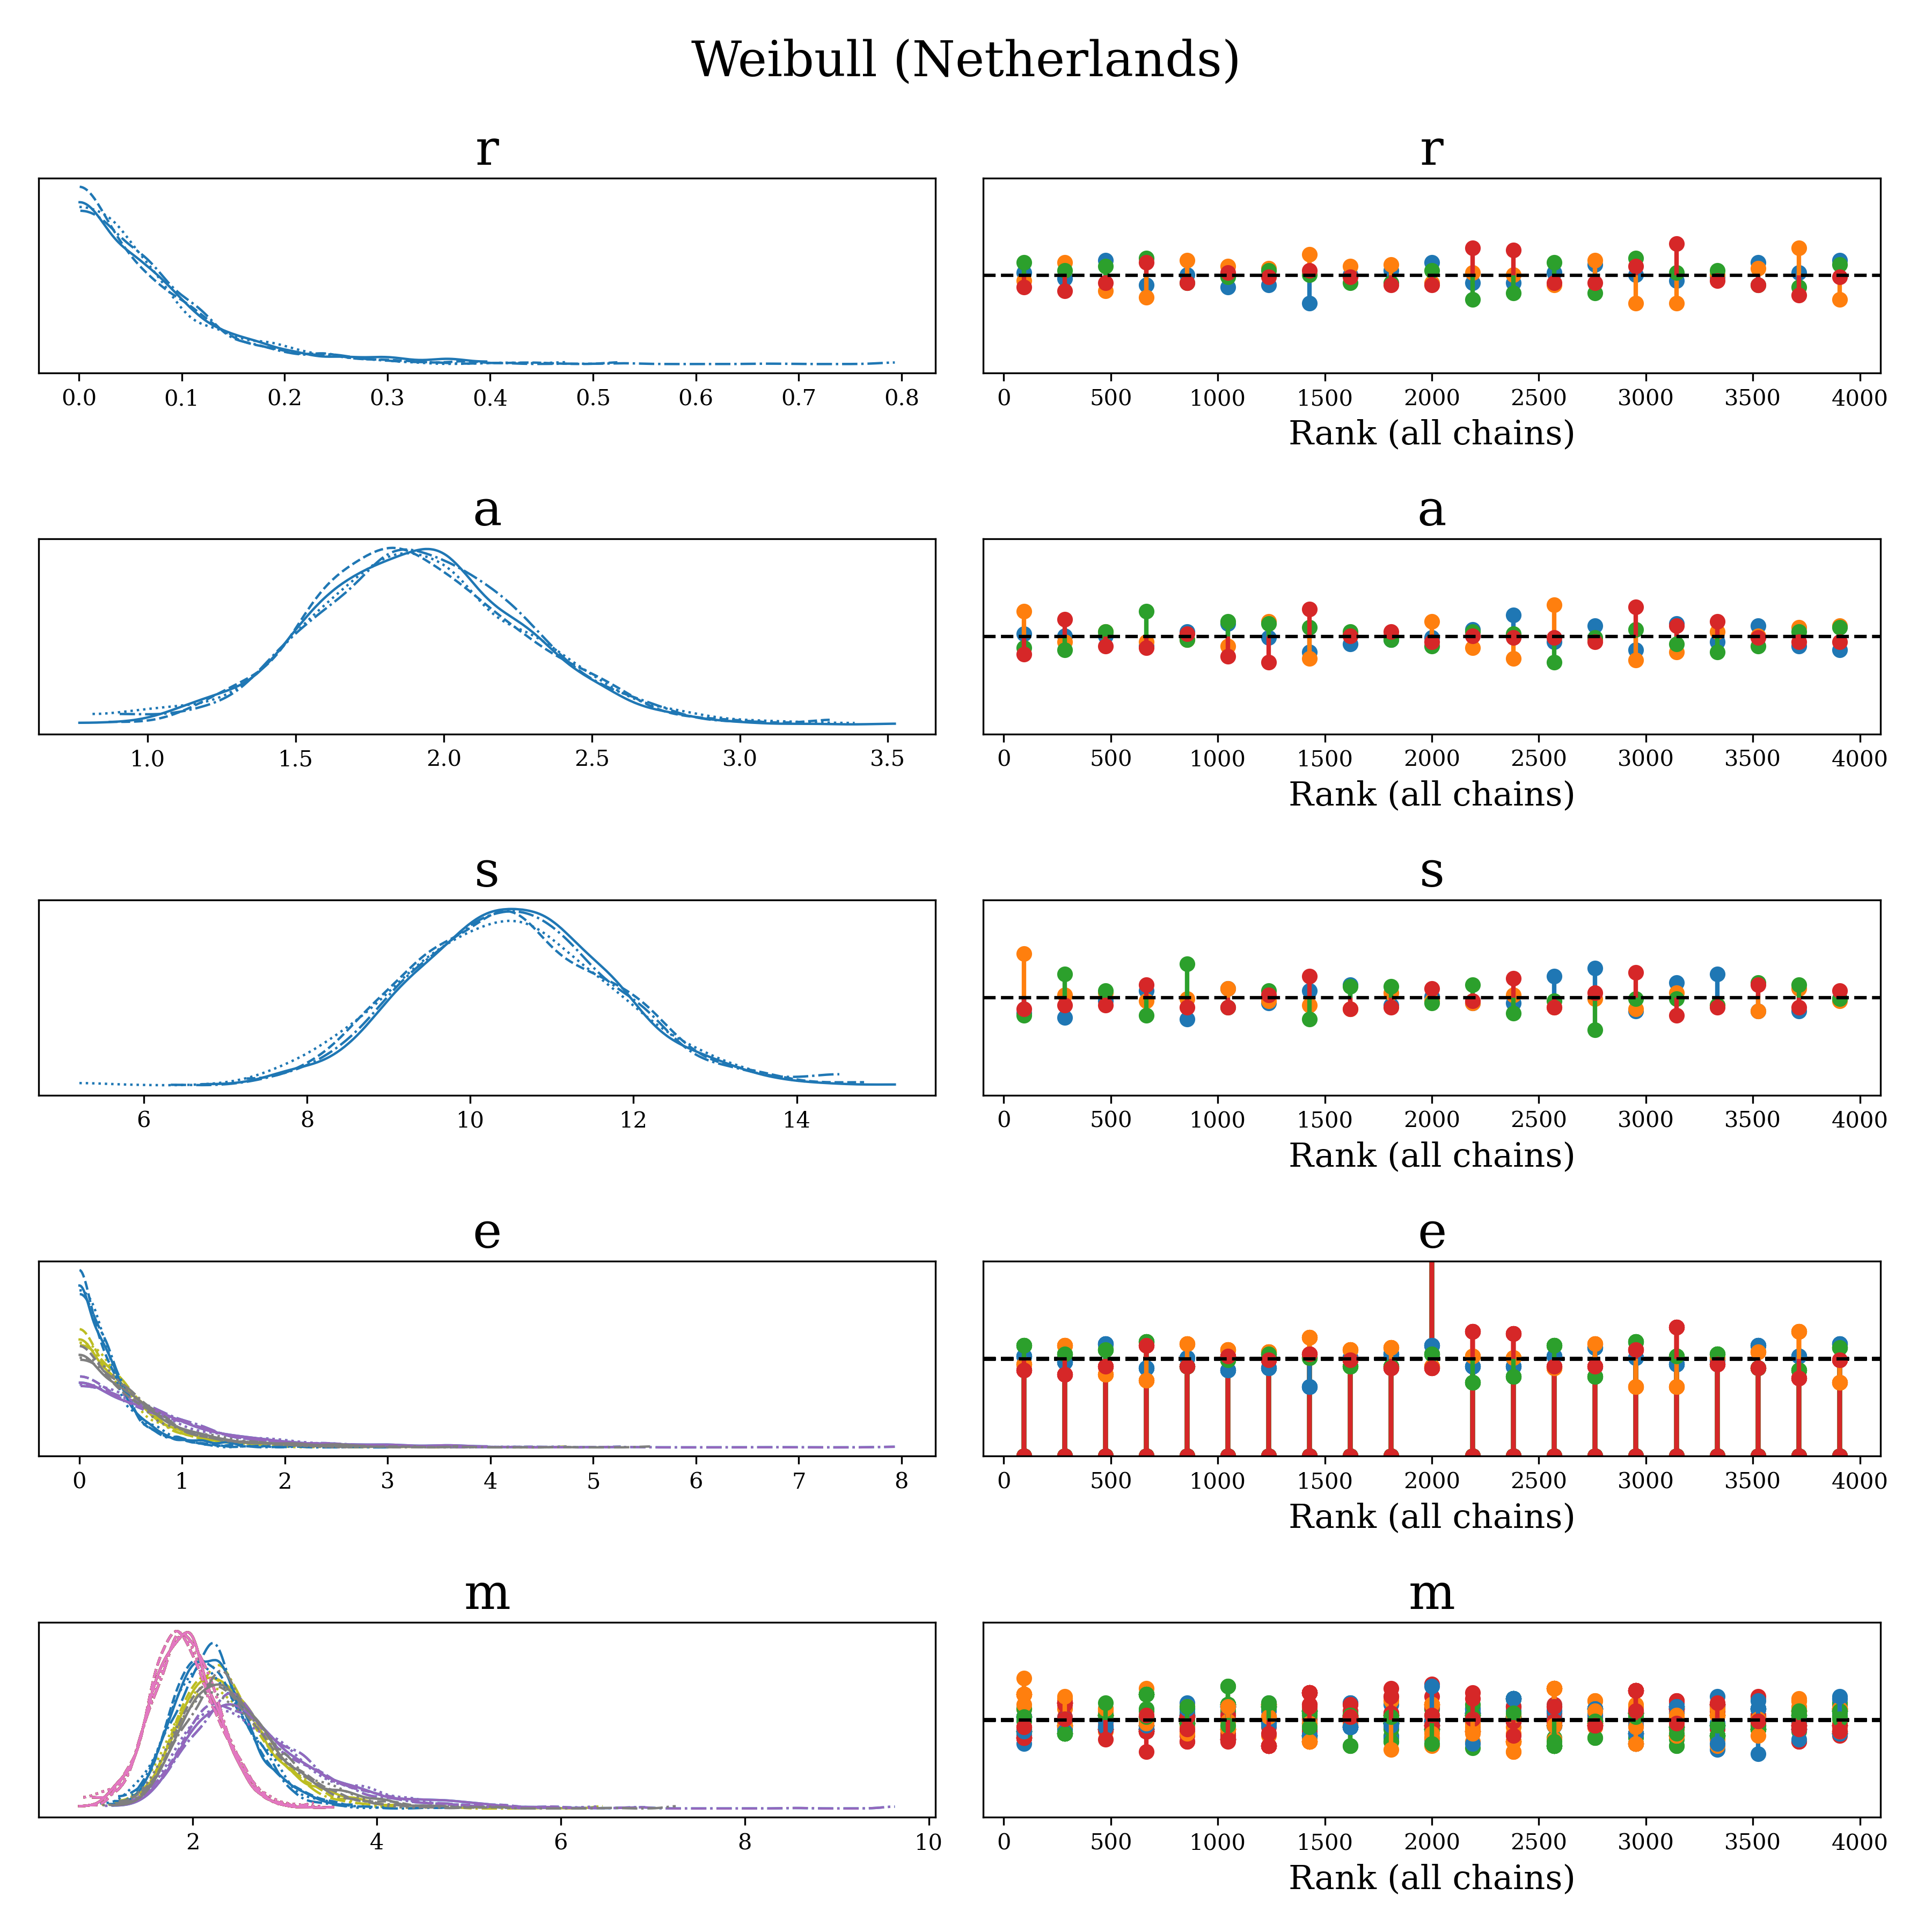 Weibull (Netherlands)
r r
0.0 0.1 0.2 0.3 0.4 0.5 0.6 0.7 0.8 0 500 1000 1500 2000 2500 3000 3500 4000
Rank (all chains)
a a
1.0 1.5 2.0 2.5 3.0 3.5 0 500 1000 1500 2000 2500 3000 3500 4000
Rank (all chains)
s s
6 8 10 12 14 0 500 1000 1500 2000 2500 3000 3500 4000
Rank (all chains)
e e
0 1 2 3 4 5 6 7 8 0 500 1000 1500 2000 2500 3000 3500 4000
Rank (all chains)
m m
2 4 6 8 10 0 500 1000 1500 2000 2500 3000 3500 4000
Rank (all chains)